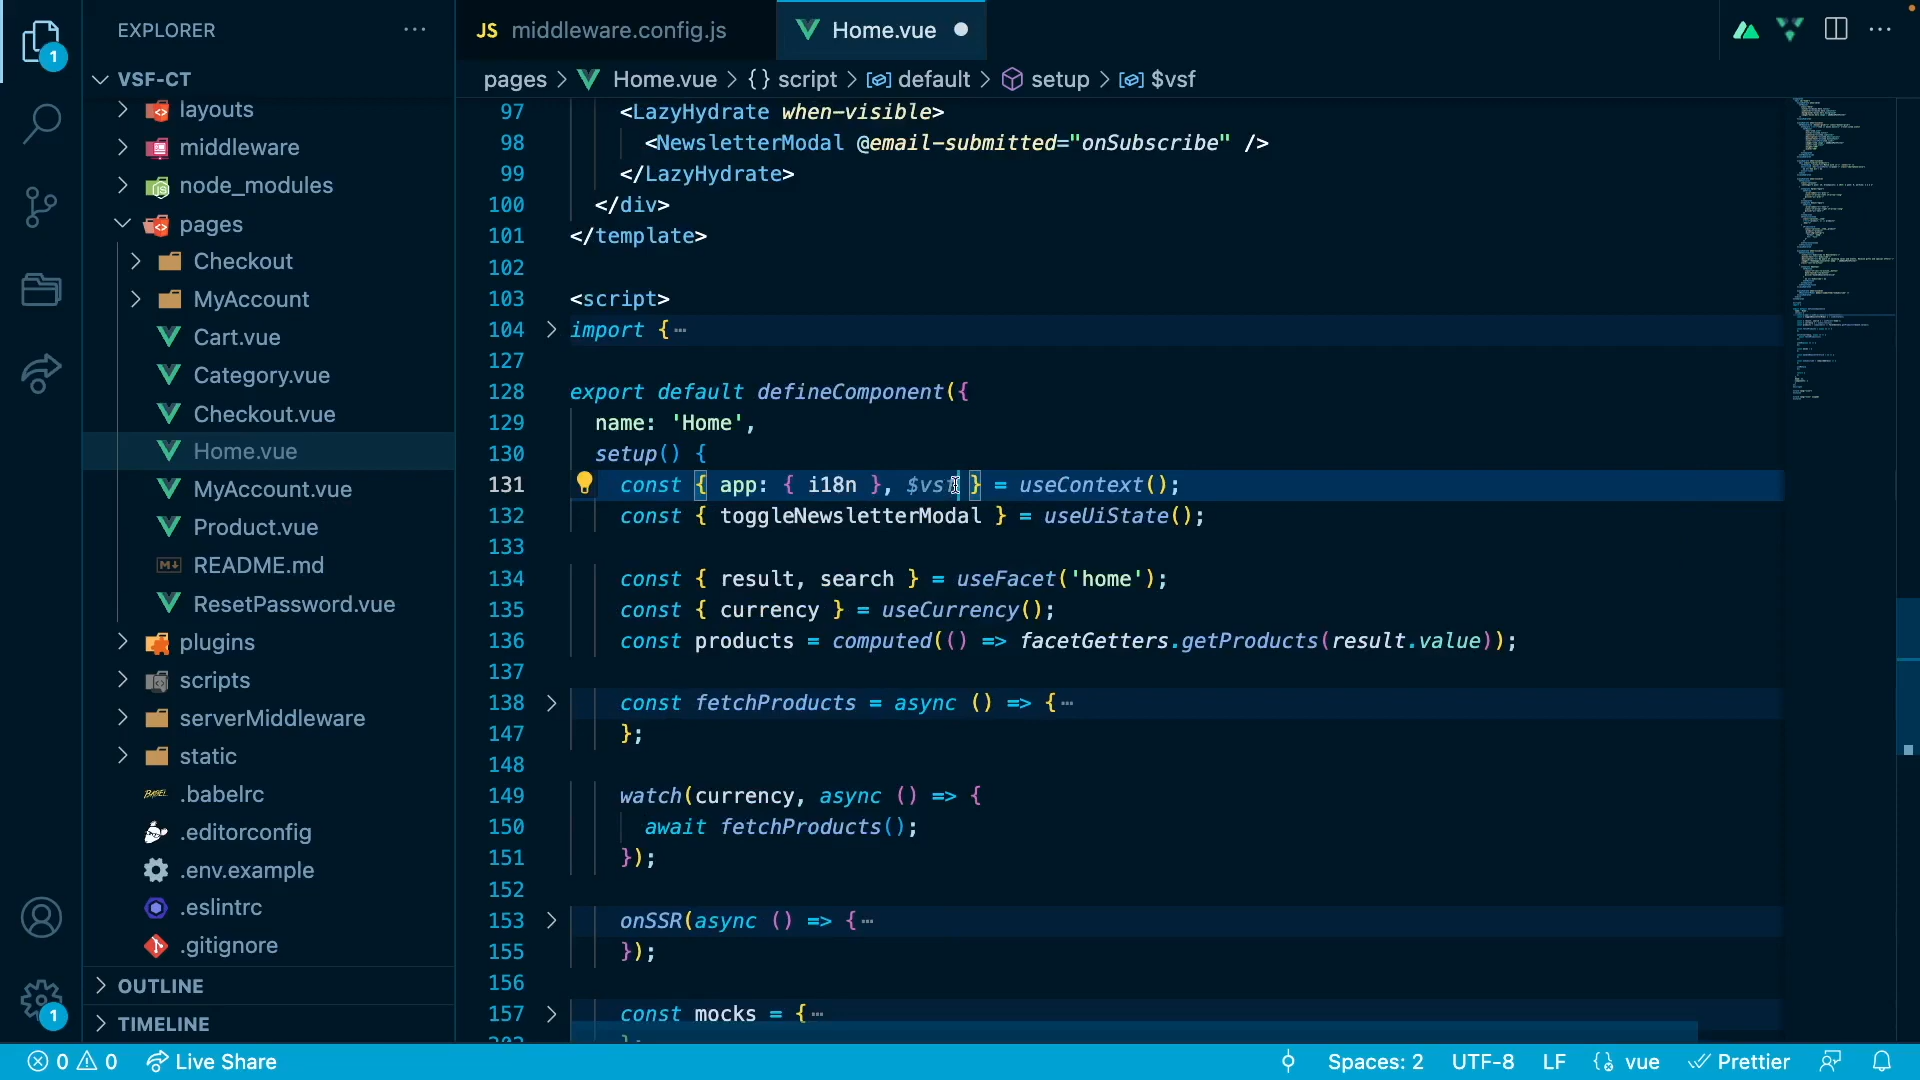 EXPLORER
VSF-CT
layouts
middleware
node_modules
pages
Checkout
MyAccount
Cart.vue
Category.vue
Checkout.vue
Home.vue
MyAccount.vue
Product.vue
README.md
ResetPassword.vue
plugins
scripts
serverMiddleware
static
.babelrc
.editorconfig
.env.example
.eslintrc
.gitignore
OUTLINE
TIMELINE
1
1
JS middleware.config.js
Home.vue
pages > Home.vue > {} script > default > setup > $vsf
97 <LazyHydrate when-visible>
98 <NewsletterModal @email-submitted="onSubscribe" />
99 </LazyHydrate>
100 </div>
101 </template>
102
103 <script>
104 import {
127
128 export default defineComponent({
129 name: 'Home',
130 setup() {
131 const { app: { i18n }, $vsf } = useContext();
132 const { toggleNewsletterModal } = useUiState();
133
134 const { result, search } = useFacet('home');
135 const { currency } = useCurrency();
136 const products = computed(() => facetGetters.getProducts(result.value));
137
138 const fetchProducts = async () => {
147 };
148
149 watch(currency, async () => {
150 await fetchProducts();
151 });
152
153 onSSR(async () => {
155 });
156
157 const mocks = {
0 0 Live Share
Spaces: 2 UTF-8 LF vue Prettier